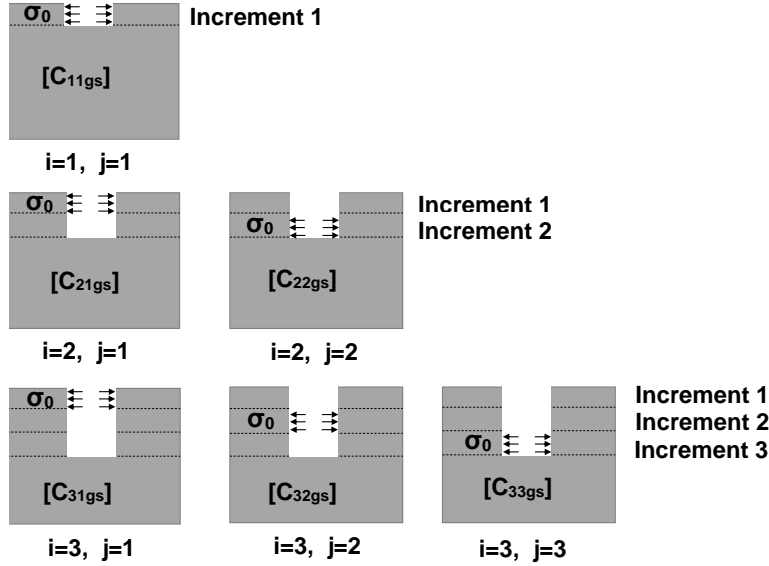 σ0 Increment 1
[C11gs]
i=1, j=1
σ0 Increment 1
σ0 Increment 2
[C21gs] [C22gs]
i=2, j=1 i=2, j=2
σ0 Increment 1
σ0 Increment 2
σ0 Increment 3
[C31gs] [C32gs] [C33gs]
i=3, j=1 i=3, j=2 i=3, j=3